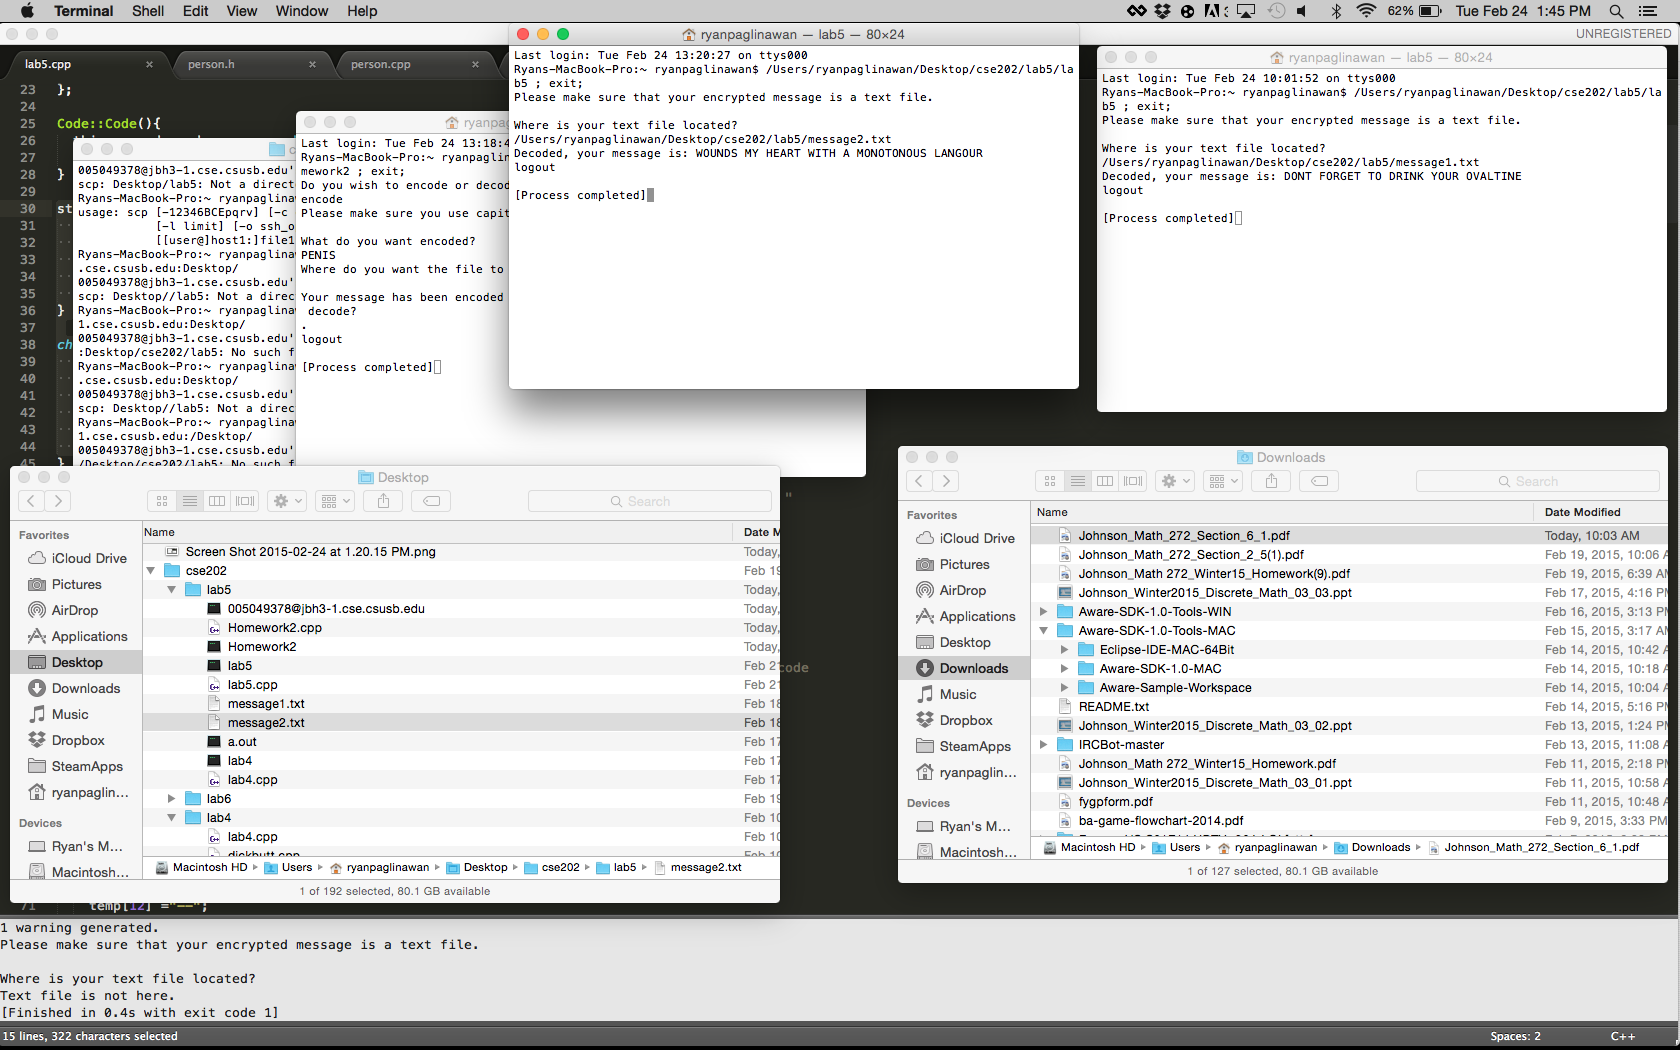 Terminal Shell Edit View Window Help 62% Tue Feb 24 1:45 PM
UNREGISTERED
lab5.cpp person.h person.cpp
23 };
24
25 Code::Code(){
26
27
28 }
29
30 st
31
32
33
34
35
36 }
37
38 ch
39
40
41
42
43
44
45 }
005049378@jbh3-1.cse.csusb.edu'
scp: Desktop/lab5: Not a direct
Ryans-MacBook-Pro:~ ryanpaglinaw
usage: scp [-12346BCEpqrv] [-c
[-l limit] [-o ssh_o
[[user@]host1:]file1
Ryans-MacBook-Pro:~ ryanpaglinaw
.cse.csusb.edu:Desktop/
005049378@jbh3-1.cse.csusb.edu'
scp: Desktop//lab5: Not a direc
Ryans-MacBook-Pro:~ ryanpaglinaw
1.cse.csusb.edu:Desktop/
005049378@jbh3-1.cse.csusb.edu'
:Desktop/cse202/lab5: No such f
Ryans-MacBook-Pro:~ ryanpaglinaw
.cse.csusb.edu:Desktop/
005049378@jbh3-1.cse.csusb.edu'
scp: Desktop//lab5: Not a direc
Ryans-MacBook-Pro:~ ryanpaglinaw
1.cse.csusb.edu:/Desktop/
005049378@jbh3-1.cse.csusb.edu'
/Desktop/cse202/lab5: No such f
ryanpag
Last login: Tue Feb 24 13:18:4
Ryans-MacBook-Pro:~ ryanpaglin
mework2 ; exit;
Do you wish to encode or decod
encode
Please make sure you use capit
What do you want encoded?
PENIS
Where do you want the file to
Your message has been encoded
decode?
.
logout
[Process completed]
ryanpaglinawan — lab5 — 80×24
Last login: Tue Feb 24 13:20:27 on ttys000
Ryans-MacBook-Pro:~ ryanpaglinawan$ /Users/ryanpaglinawan/Desktop/cse202/lab5/la
b5 ; exit;
Please make sure that your encrypted message is a text file.
Where is your text file located?
/Users/ryanpaglinawan/Desktop/cse202/lab5/message2.txt
Decoded, your message is: WOUNDS MY HEART WITH A MONOTONOUS LANGOUR
logout
[Process completed]
ryanpaglinawan — lab5 — 80×24
Last login: Tue Feb 24 10:01:52 on ttys000
Ryans-MacBook-Pro:~ ryanpaglinawan$ /Users/ryanpaglinawan/Desktop/cse202/lab5/la
b5 ; exit;
Please make sure that your encrypted message is a text file.
Where is your text file located?
/Users/ryanpaglinawan/Desktop/cse202/lab5/message1.txt
Decoded, your message is: DONT FORGET TO DRINK YOUR OVALTINE
logout
[Process completed]
Desktop
Search
Favorites
iCloud Drive
Pictures
AirDrop
Applications
Desktop
Downloads
Music
Dropbox
SteamApps
ryanpaglin...
Devices
Ryan's M...
Macintosh...
Name Date M
Screen Shot 2015-02-24 at 1.20.15 PM.png Today,
cse202 Feb 19
lab5 Today,
005049378@jbh3-1.cse.csusb.edu Today,
Homework2.cpp Today,
Homework2 Today,
lab5 Feb 21
lab5.cpp Feb 21
message1.txt Feb 18
message2.txt Feb 18
a.out Feb 17
lab4 Feb 17
lab4.cpp Feb 17
lab6 Feb 19
lab4 Feb 10
lab4.cpp Feb 10
dickbutt.cpp Feb 10
Macintosh HD Users ryanpaglinawan Desktop cse202 lab5 message2.txt
1 of 192 selected, 80.1 GB available
"
code
Downloads
Search
Favorites
iCloud Drive
Pictures
AirDrop
Applications
Desktop
Downloads
Music
Dropbox
SteamApps
ryanpaglin...
Devices
Ryan's M...
Macintosh...
Name Date Modified
Johnson_Math_272_Section_6_1.pdf Today, 10:03 AM
Johnson_Math_272_Section_2_5(1).pdf Feb 19, 2015, 10:06 A
Johnson_Math 272_Winter15_Homework(9).pdf Feb 19, 2015, 6:39 AM
Johnson_Winter2015_Discrete_Math_03_03.ppt Feb 17, 2015, 4:16 P
Aware-SDK-1.0-Tools-WIN Feb 16, 2015, 3:13 P
Aware-SDK-1.0-Tools-MAC Feb 15, 2015, 3:17 A
Eclipse-IDE-MAC-64Bit Feb 14, 2015, 10:42 A
Aware-SDK-1.0-MAC Feb 14, 2015, 10:18 A
Aware-Sample-Workspace Feb 14, 2015, 10:04 A
README.txt Feb 14, 2015, 5:16 P
Johnson_Winter2015_Discrete_Math_03_02.ppt Feb 13, 2015, 1:24 P
IRCBot-master Feb 13, 2015, 11:08 A
Johnson_Math 272_Winter15_Homework.pdf Feb 11, 2015, 2:18 P
Johnson_Winter2015_Discrete_Math_03_01.ppt Feb 11, 2015, 10:58 A
fygpform.pdf Feb 11, 2015, 10:48 A
ba-game-flowchart-2014.pdf Feb 9, 2015, 3:33 PM
Macintosh HD Users ryanpaglinawan Downloads Johnson_Math_272_Section_6_1.pdf
1 of 127 selected, 80.1 GB available
71 temp[12] ="--";
1 warning generated.
Please make sure that your encrypted message is a text file.
Where is your text file located?
Text file is not here.
[Finished in 0.4s with exit code 1]
15 lines, 322 characters selected Spaces: 2 C++